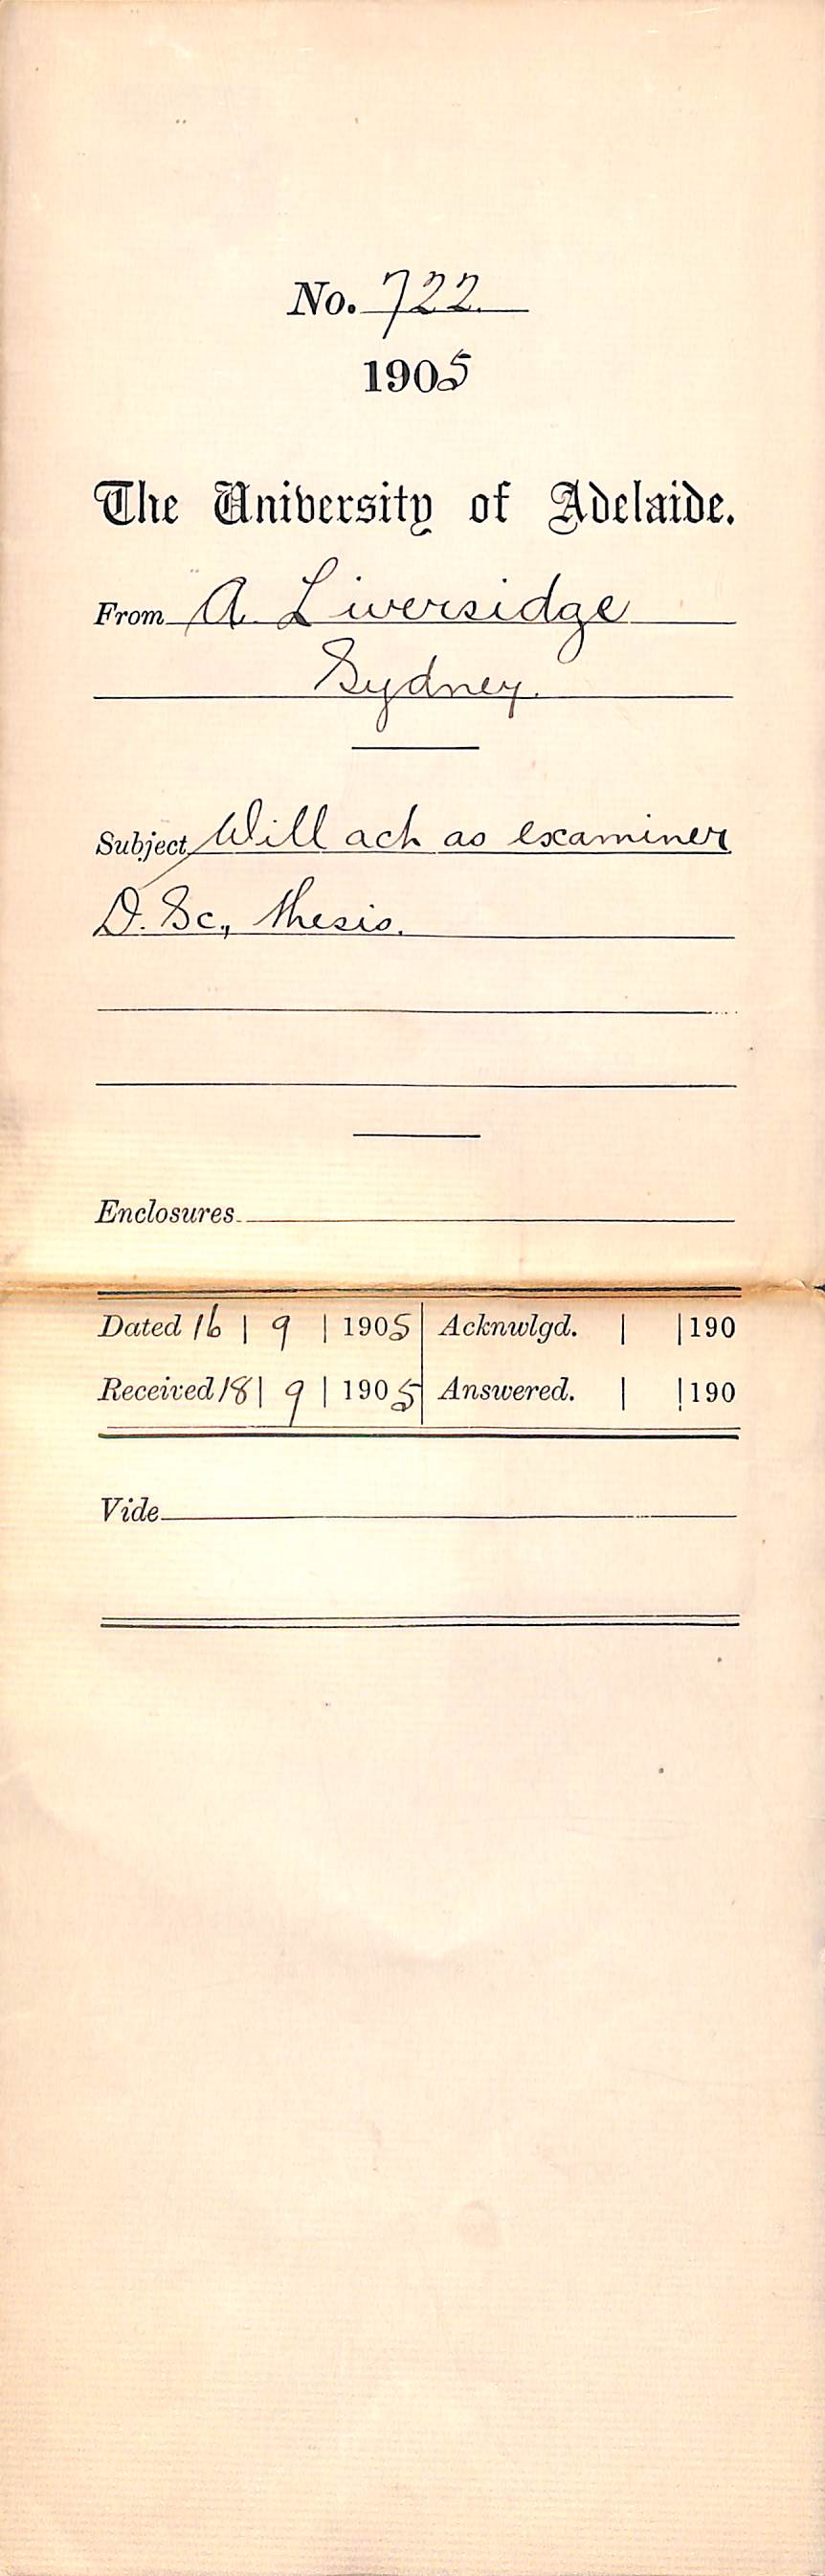 No. 722.
1905
The University of Adelaide.
From A. Liversidge
Sydney.
Subject Will act as examiner
D. Sc., thesis.
Enclosures
Dated 16 | 9 | 1905 | Acknwlgd. | | 190
Received 18 | 9 | 1905 | Answered. | | 190
Vide